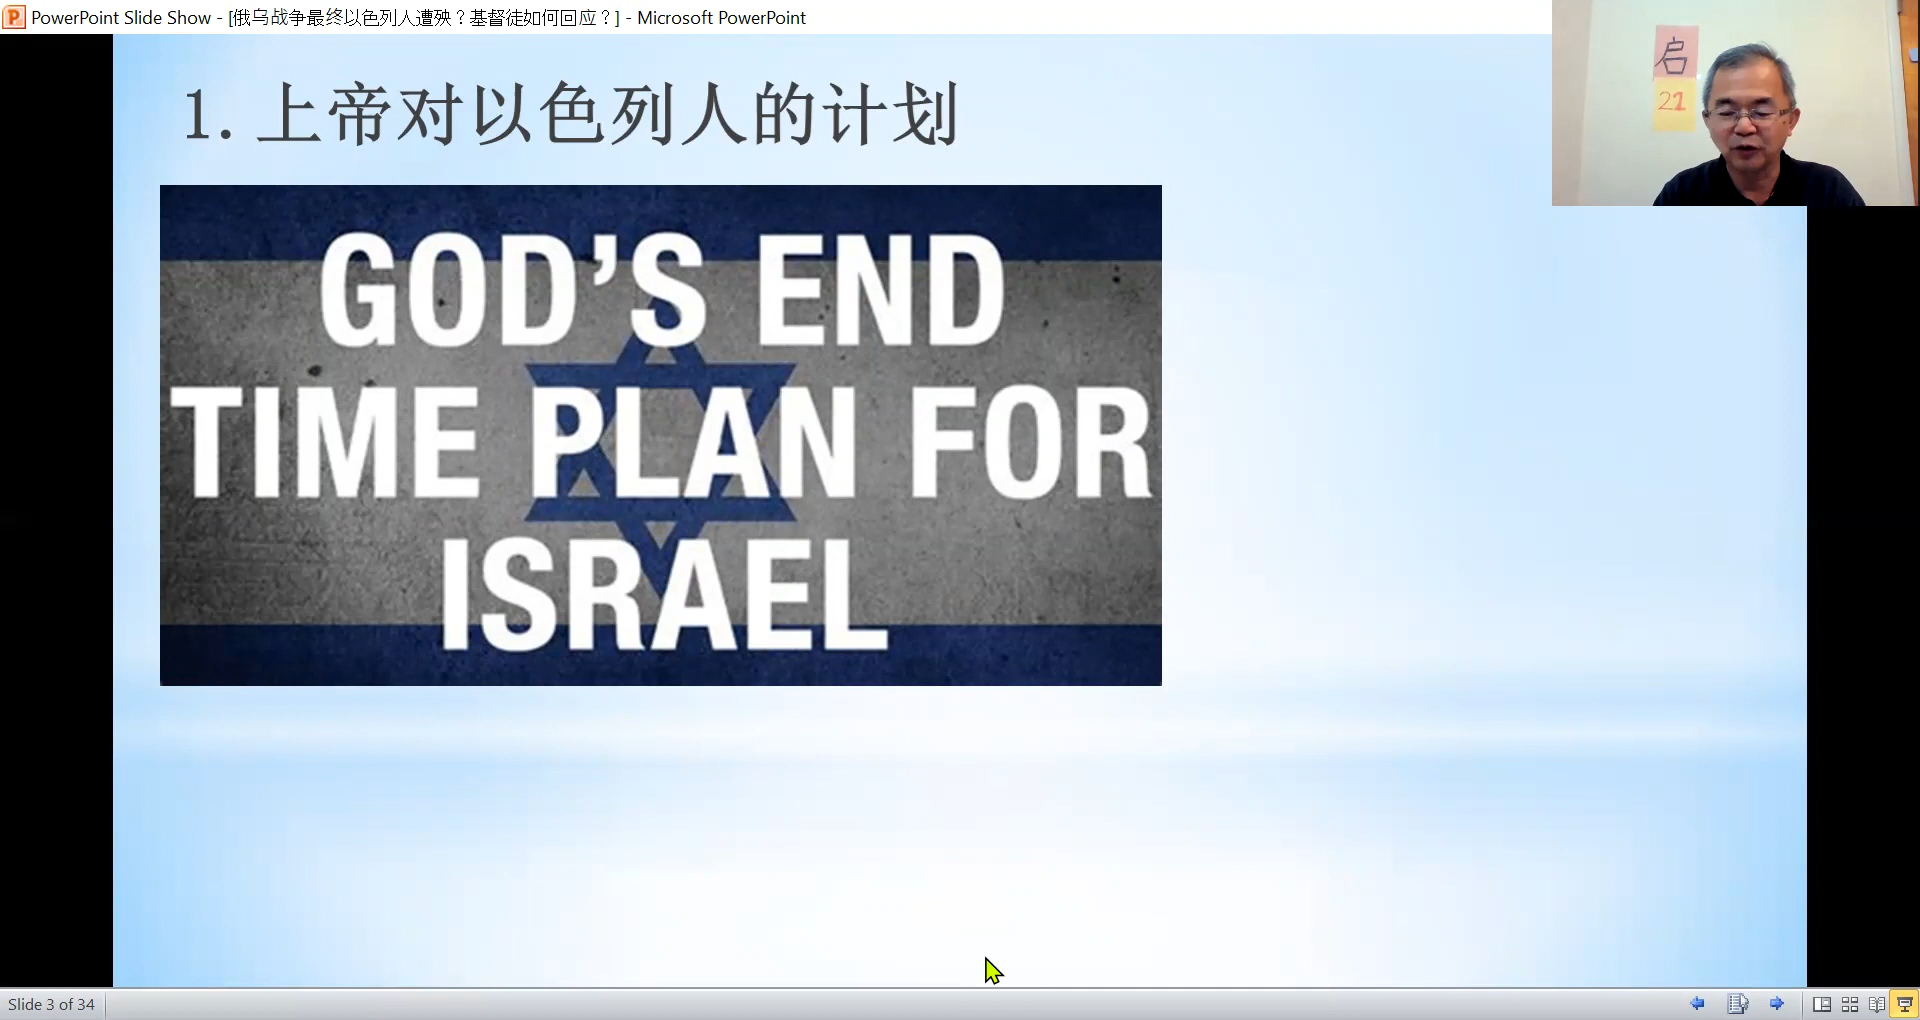 PowerPoint Slide Show - [俄乌战争最终以色列人遭殃？基督徒如何回应？] - Microsoft PowerPoint
启
21
1. 上帝对以色列人的计划
GOD'S END
TIME PLAN FOR
ISRAEL
Slide 3 of 34